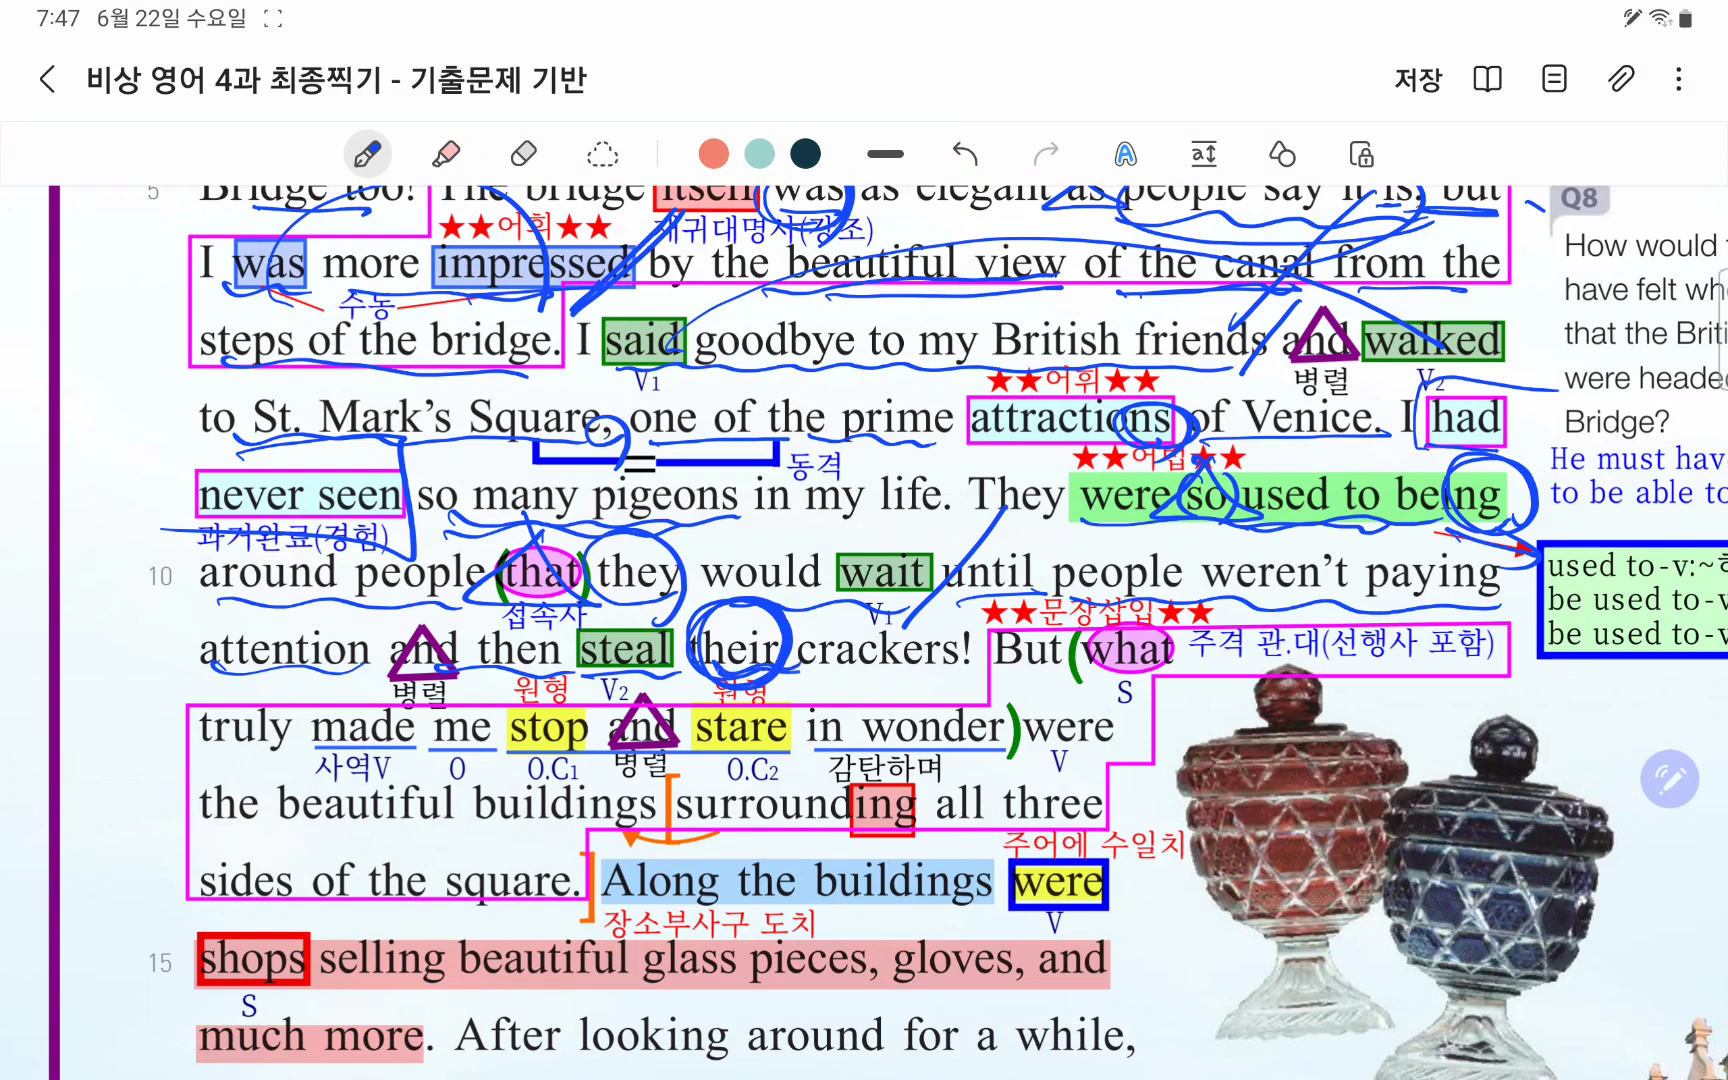 7:47 6월 22일 수요일
비상 영어 4과 최종찍기 - 기출문제 기반
저장
5 Bridge too! The bridge itself was as elegant as people say it is, but
★★어휘★★ 재귀대명사(강조)
I was more impressed by the beautiful view of the canal from the
수동
steps of the bridge. I said goodbye to my British friends and walked
V1 ★★어휘★★ 병렬 V2
to St. Mark's Square, one of the prime attractions of Venice. I had
= 동격 ★★어법★★
never seen so many pigeons in my life. They were so used to being
과거완료(경험)
10 around people (that) they would wait until people weren't paying
접속사 V1 ★★문장삽입★★
attention and then steal their crackers! But (what 주격 관.대(선행사 포함)
병렬 원형 V2 원형 S
truly made me stop and stare in wonder) were
사역V O O.C1 병렬 O.C2 감탄하며 V
the beautiful buildings [surrounding all three
주어에 수일치
sides of the square.] Along the buildings were
장소부사구 도치 V
15 shops selling beautiful glass pieces, gloves, and
S
much more. After looking around for a while,
Q8
How would
have felt wh
that the Brit
were heade
Bridge?
He must hav
to be able to
used to-v:~
be used to-v
be used to-v